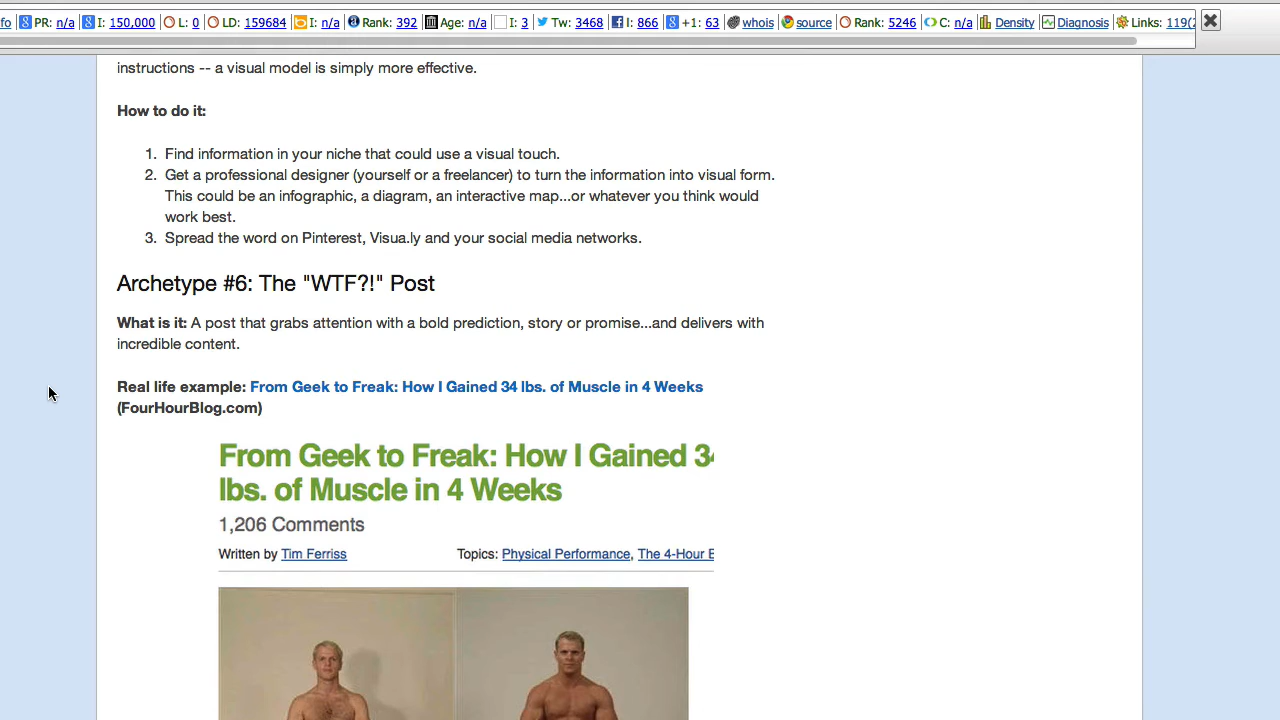 fo PR: n/a I: 150,000 L: 0 LD: 159684 I: n/a Rank: 392 Age: n/a I: 3 Tw: 3468 I: 866 +1: 63 whois source Rank: 5246 C: n/a Density Diagnosis Links: 119(2
instructions -- a visual model is simply more effective.
How to do it:
1. Find information in your niche that could use a visual touch.
2. Get a professional designer (yourself or a freelancer) to turn the information into visual form.
This could be an infographic, a diagram, an interactive map...or whatever you think would
work best.
3. Spread the word on Pinterest, Visua.ly and your social media networks.
Archetype #6: The "WTF?!" Post
What is it: A post that grabs attention with a bold prediction, story or promise...and delivers with
incredible content.
Real life example: From Geek to Freak: How I Gained 34 lbs. of Muscle in 4 Weeks
(FourHourBlog.com)
From Geek to Freak: How I Gained 34
lbs. of Muscle in 4 Weeks
1,206 Comments
Written by Tim Ferriss Topics: Physical Performance, The 4-Hour B